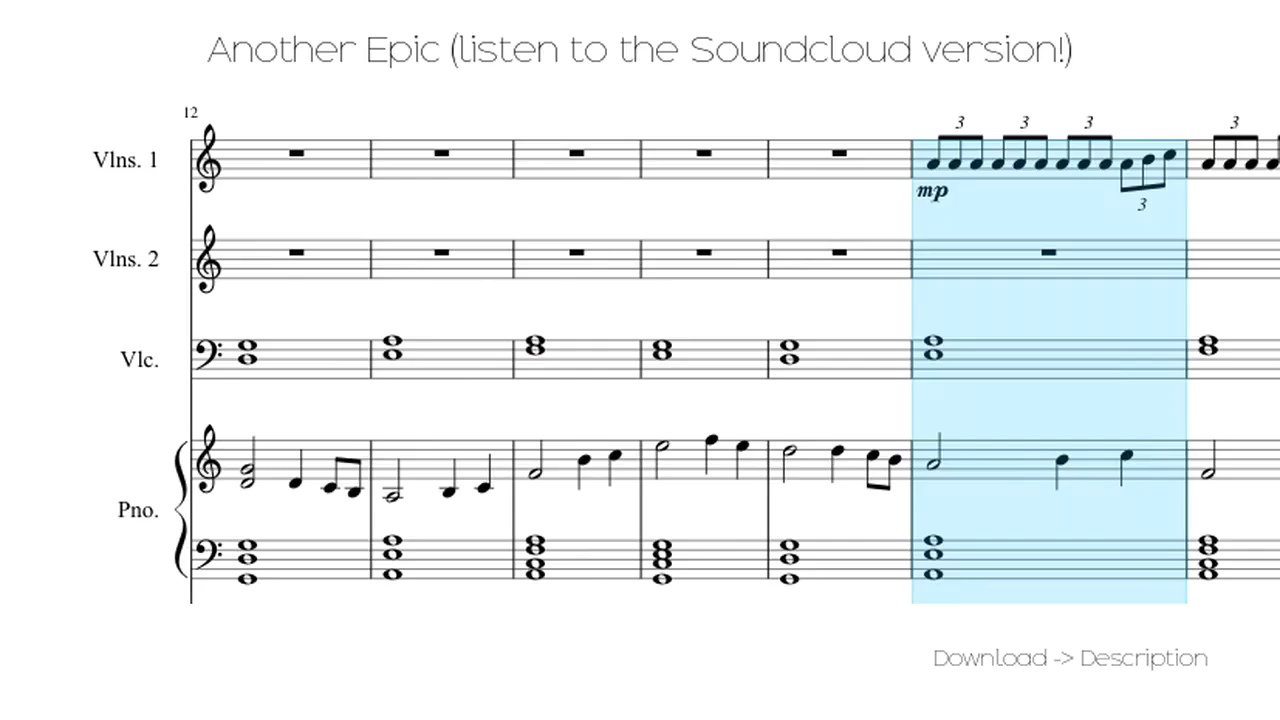 Another Epic (listen to the Soundcloud version!)
12
Vlns. 1
3 3 3 3
mp
3
Vlns. 2
Vlc.
Pno.
Download -> Description